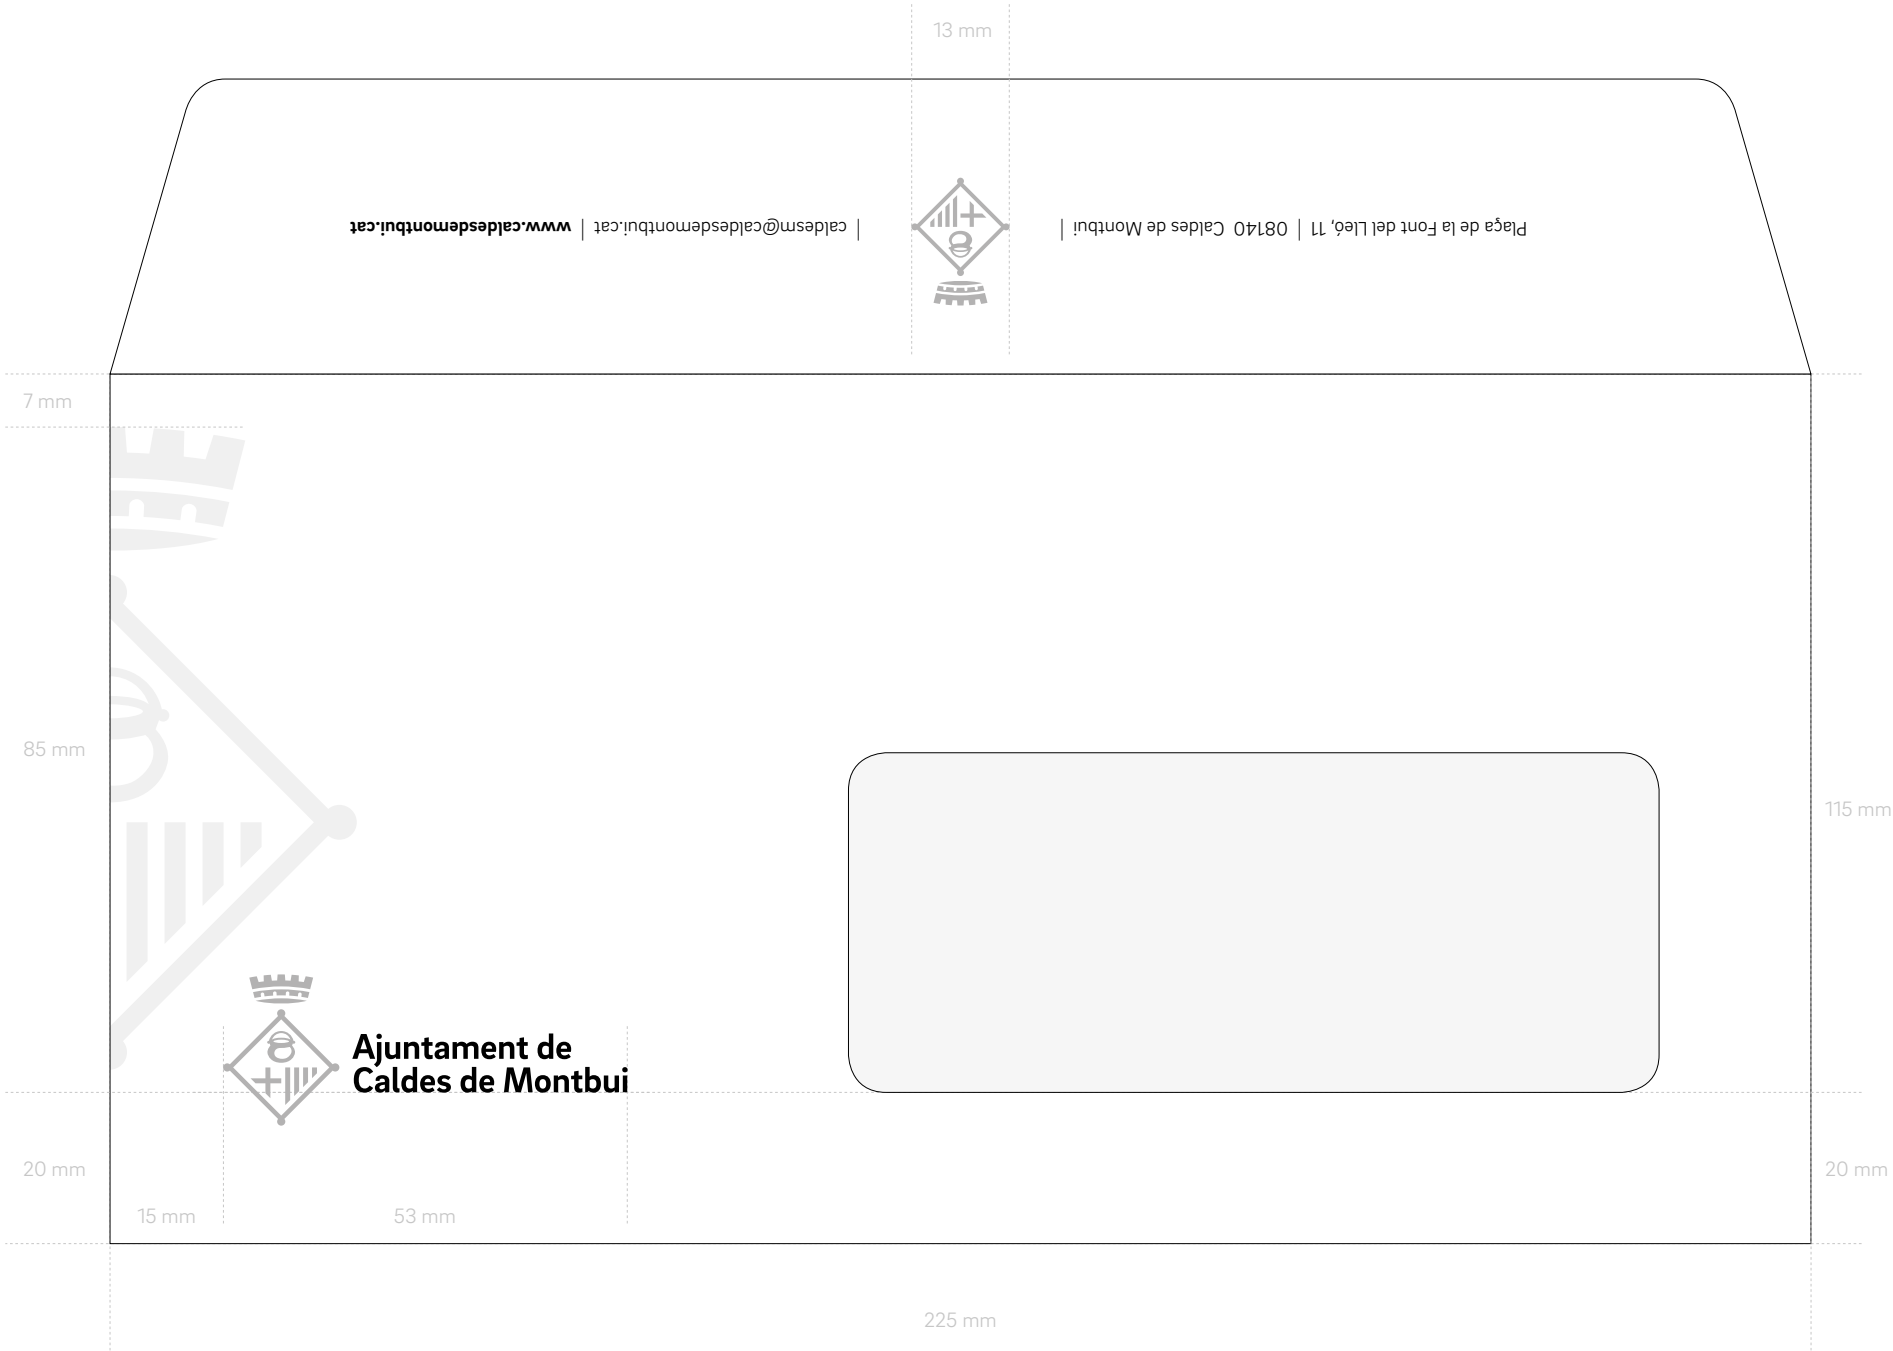 13 mm
Plaça de la Font del Lleó, 11 | 08140 Caldes de Montbui |
| caldesm@caldesdemontbui.cat | www.caldesdemontbui.cat
7 mm
85 mm
115 mm
Ajuntament de
Caldes de Montbui
20 mm
20 mm
15 mm
53 mm
225 mm